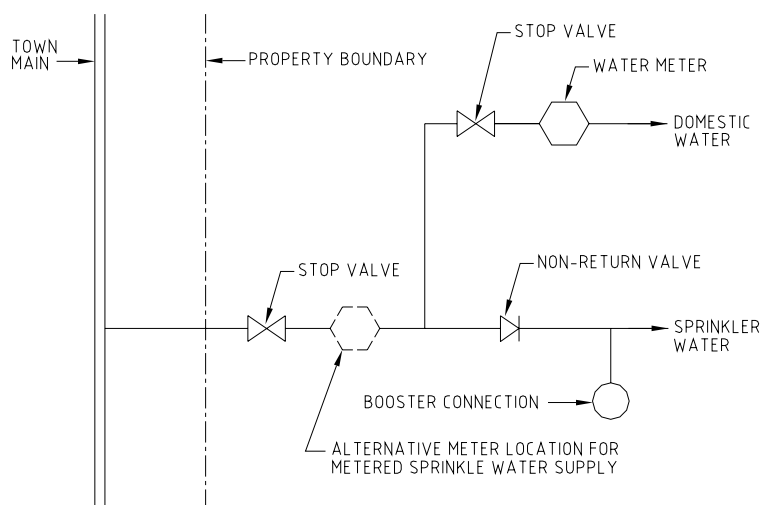 STOP VALVE
TOWN
MAIN
PROPERTY BOUNDARY
WATER METER
DOMESTIC
WATER
STOP VALVE
NON-RETURN VALVE
SPRINKLER
WATER
BOOSTER CONNECTION
ALTERNATIVE METER LOCATION FOR
METERED SPRINKLE WATER SUPPLY